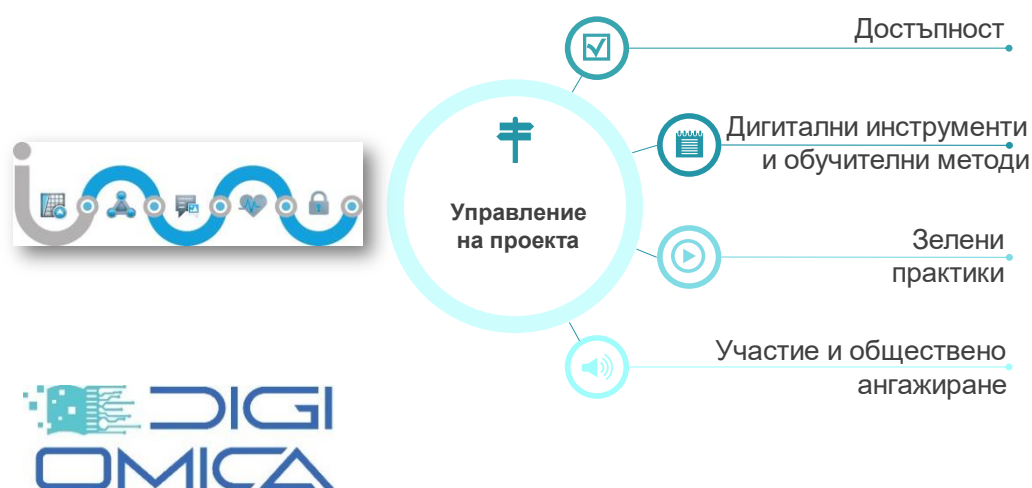 Достъпност
Дигитални инструменти
и обучителни методи
Управление
на проекта
Зелени
практики
Участие и обществено
ангажиране
DIGI
OMICA